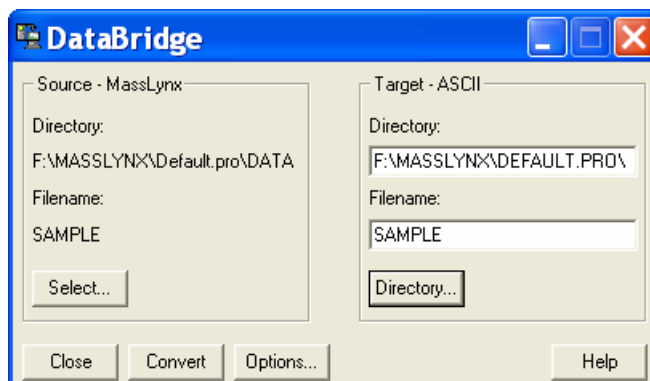 DataBridge
Source - MassLynx
Directory:
F:\MASSLYNX\Default.pro\DATA
Filename:
SAMPLE
Select...
Target - ASCII
Directory:
F:\MASSLYNX\DEFAULT.PRO\
Filename:
SAMPLE
Directory...
Close Convert Options... Help